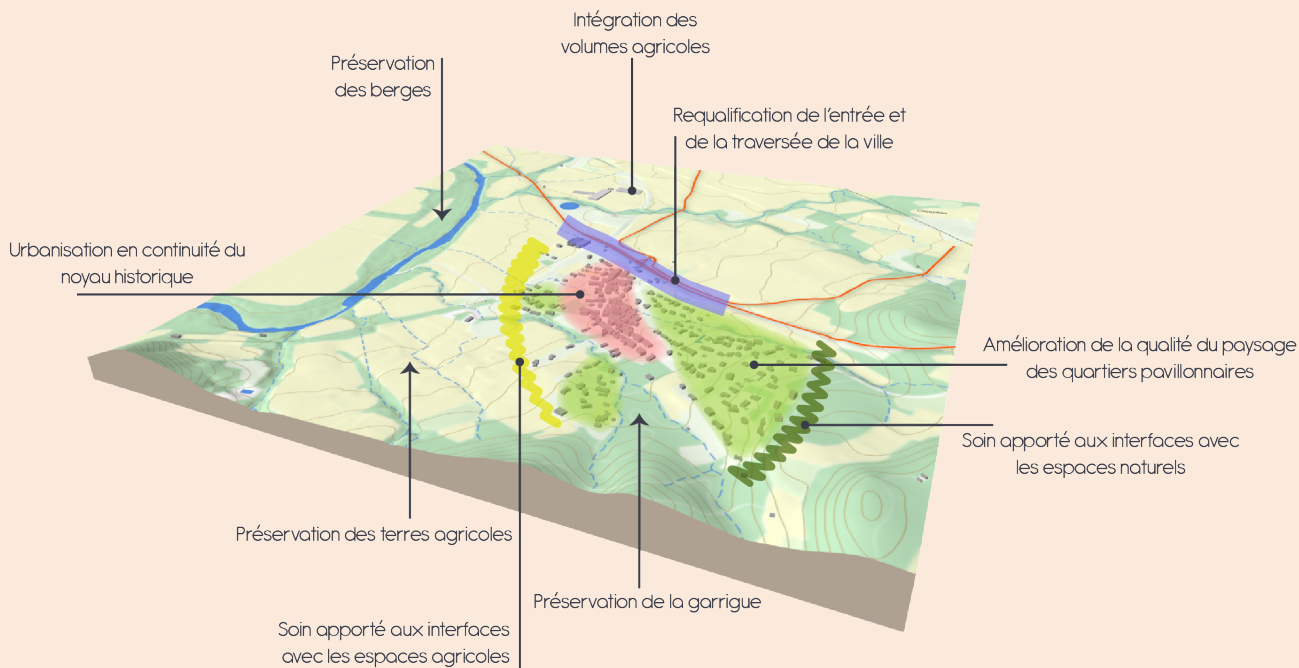 Intégration des
volumes agricoles
Préservation
des berges
Requalification de l'entrée et
de la traversée de la ville
Urbanisation en continuité du
noyau historique
Amélioration de la qualité du paysage
des quartiers pavillonnaires
Soin apporté aux interfaces avec
les espaces naturels
Préservation des terres agricoles
Préservation de la garrigue
Soin apporté aux interfaces
avec les espaces agricoles